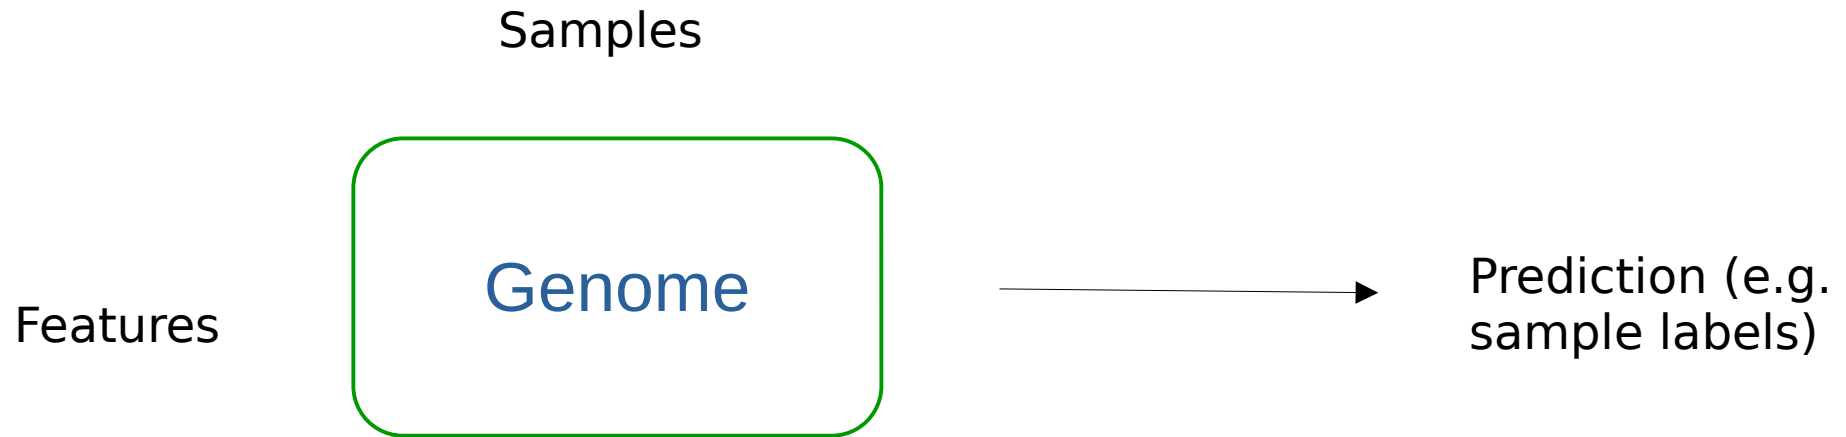 Samples
Genome
Features
Prediction (e.g.
sample labels)